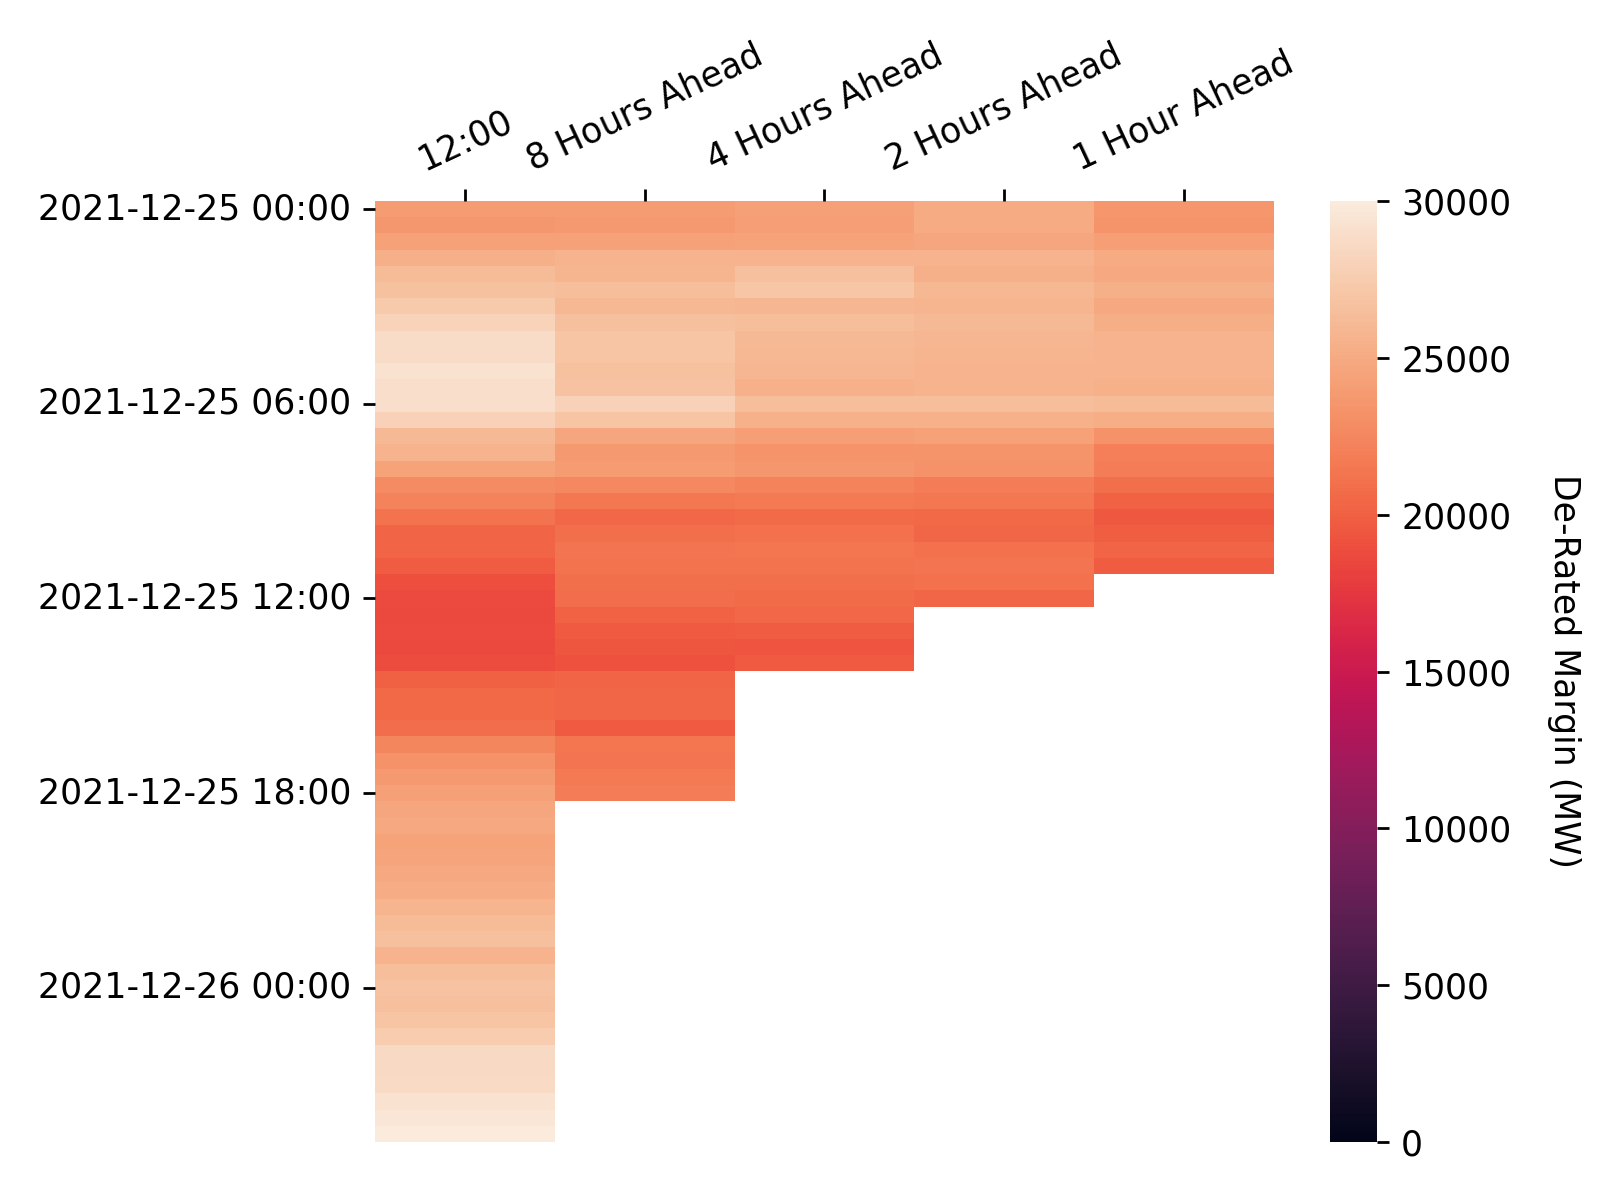 12:00
8 Hours Ahead
4 Hours Ahead
2 Hours Ahead
1 Hour Ahead
2021-12-25 00:00
2021-12-25 06:00
2021-12-25 12:00
2021-12-25 18:00
2021-12-26 00:00
30000
25000
20000
15000
10000
5000
0
De-Rated Margin (MW)